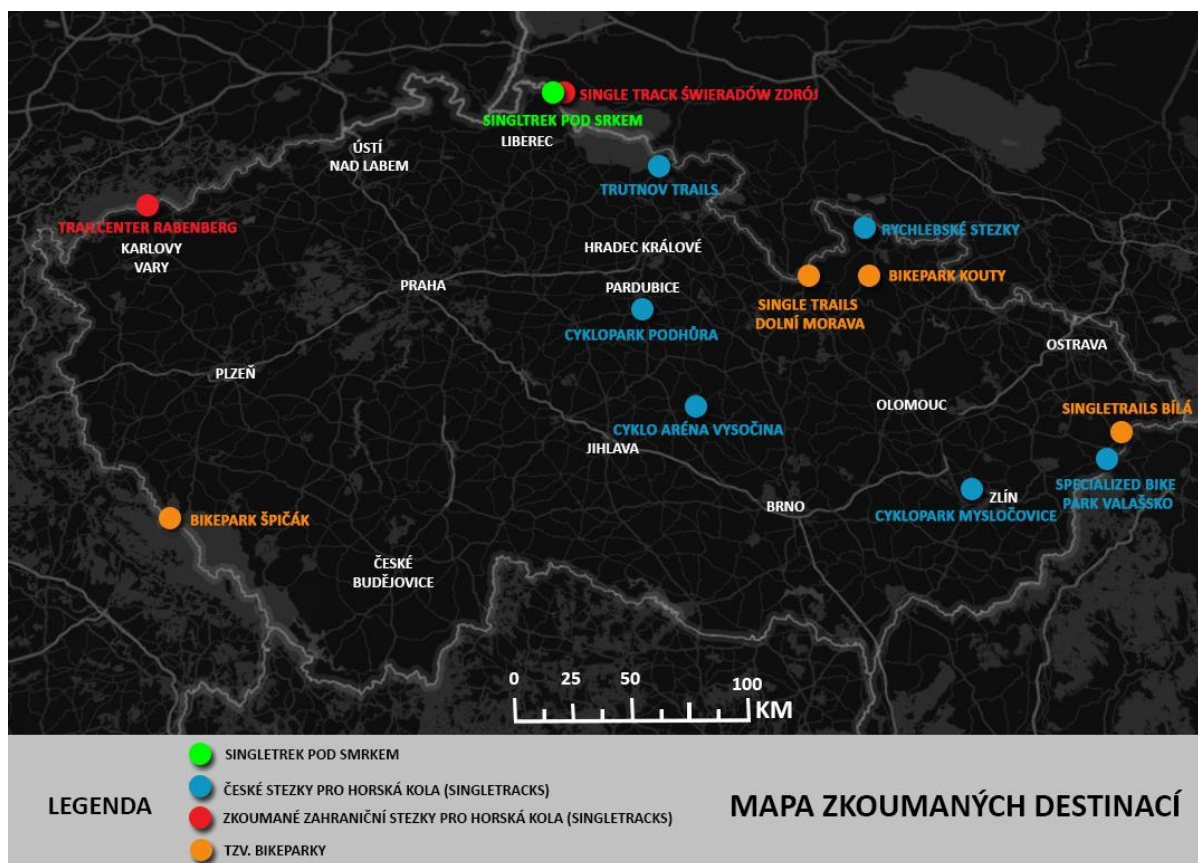 SINGLE TRACK ŚWIERADÓW ZDRÓJ
SINGLTREK POD SRKEM
LIBEREC
ÚSTÍ
NAD LABEM
TRUTNOV TRAILS
TRAILCENTER RABENBERG
KARLOVY
VARY
RYCHLEBSKÉ STEZKY
HRADEC KRÁLOVÉ
PRAHA
PARDUBICE
BIKEPARK KOUTY
SINGLE TRAILS
DOLNÍ MORAVA
CYKLOPARK PODHŮRA
OSTRAVA
PLZEŇ
OLOMOUC
SINGLETRAILS BÍLÁ
CYKLO ARÉNA VYSOČINA
JIHLAVA
SPECIALIZED BIKE
PARK VALAŠSKO
ZLÍN
BRNO
CYKLOPARK MYSLOČOVICE
BIKEPARK ŠPIČÁK
ČESKÉ
BUDĚJOVICE
0 25 50 100
KM
LEGENDA
SINGLETREK POD SMRKEM
ČESKÉ STEZKY PRO HORSKÁ KOLA (SINGLETRACKS)
ZKOUMANÉ ZAHRANIČNÍ STEZKY PRO HORSKÁ KOLA (SINGLETRACKS)
TZV. BIKEPARKY
MAPA ZKOUMANÝCH DESTINACÍ